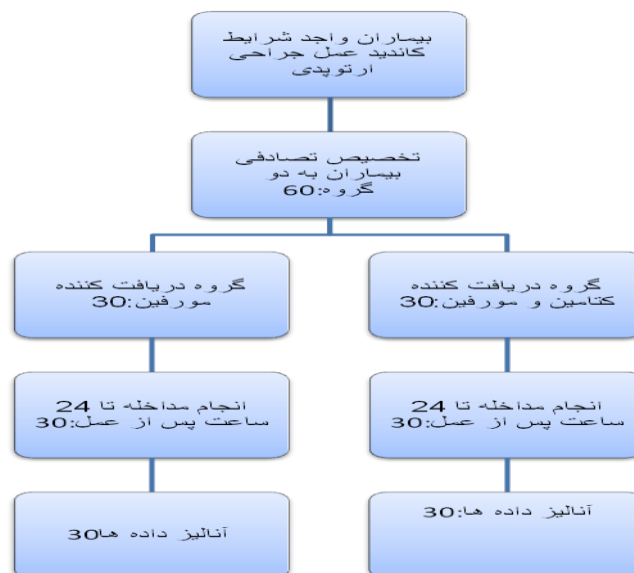 بیماران واجد شرایط
کاندید عمل جراحی
ارتوپدی
تخصیص تصادفی
بیماران به دو
گروه:60
گروه دریافت کننده
کتامین و مورفین:30
گروه دریافت کننده
مورفین:30
انجام مداخله تا 24
ساعت پس از عمل:30
انجام مداخله تا 24
ساعت پس از عمل:30
آنالیز داده ها:30
آنالیز داده ها30